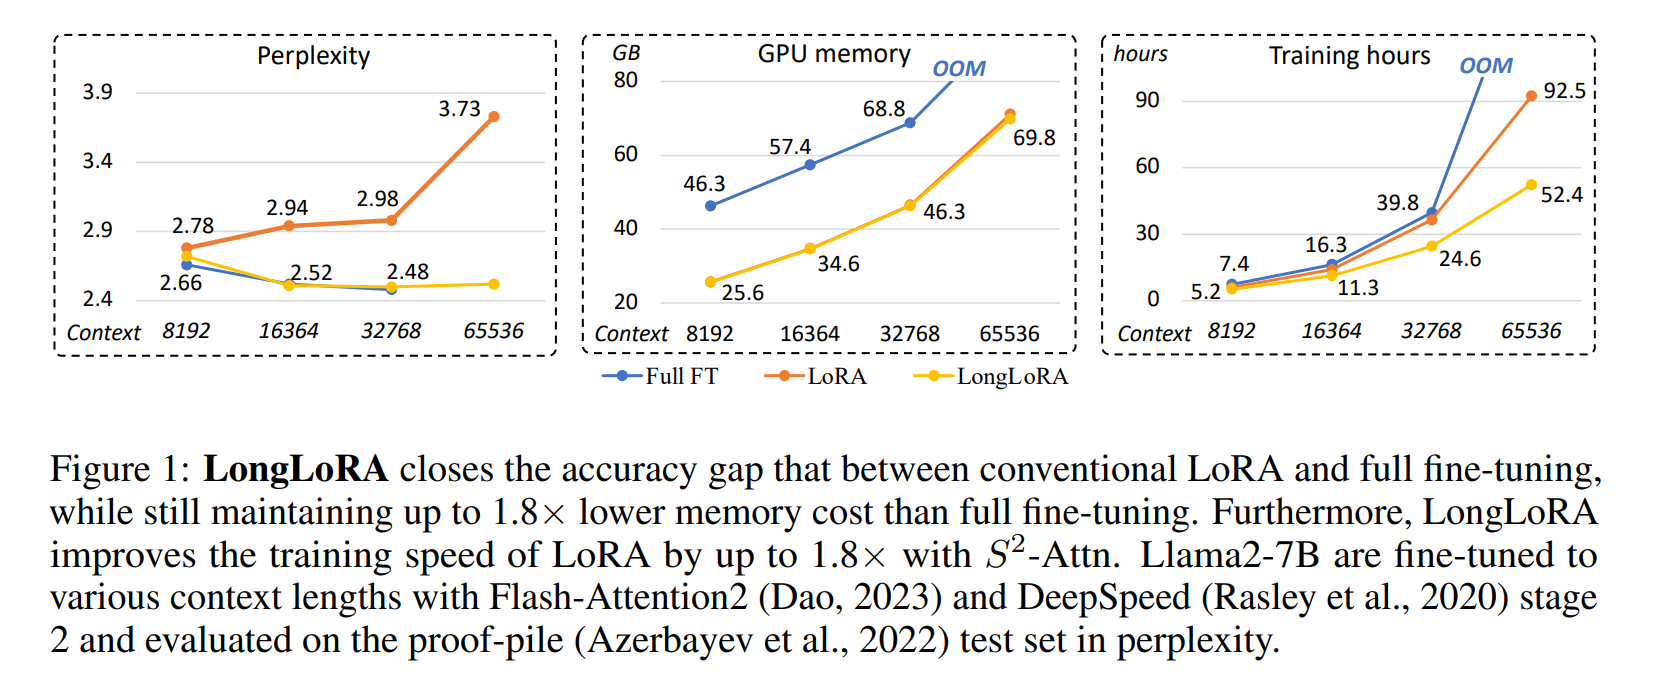 Perplexity
3.9
3.4
2.9
2.4
3.73
2.78
2.94
2.98
2.66
2.52
2.48
Context 8192 16364 32768 65536
GB
GPU memory
OOM
80
60
40
20
68.8
57.4
46.3
69.8
46.3
34.6
25.6
Context 8192 16364 32768 65536
hours
Training hours
OOM
90
60
30
0
92.5
39.8
52.4
16.3
7.4
24.6
5.2
11.3
Context 8192 16364 32768 65536
Full FT LoRA LongLoRA
Figure 1: LongLoRA closes the accuracy gap that between conventional LoRA and full fine-tuning,
while still maintaining up to 1.8× lower memory cost than full fine-tuning. Furthermore, LongLoRA
improves the training speed of LoRA by up to 1.8× with S²-Attn. Llama2-7B are fine-tuned to
various context lengths with Flash-Attention2 (Dao, 2023) and DeepSpeed (Rasley et al., 2020) stage
2 and evaluated on the proof-pile (Azerbayev et al., 2022) test set in perplexity.